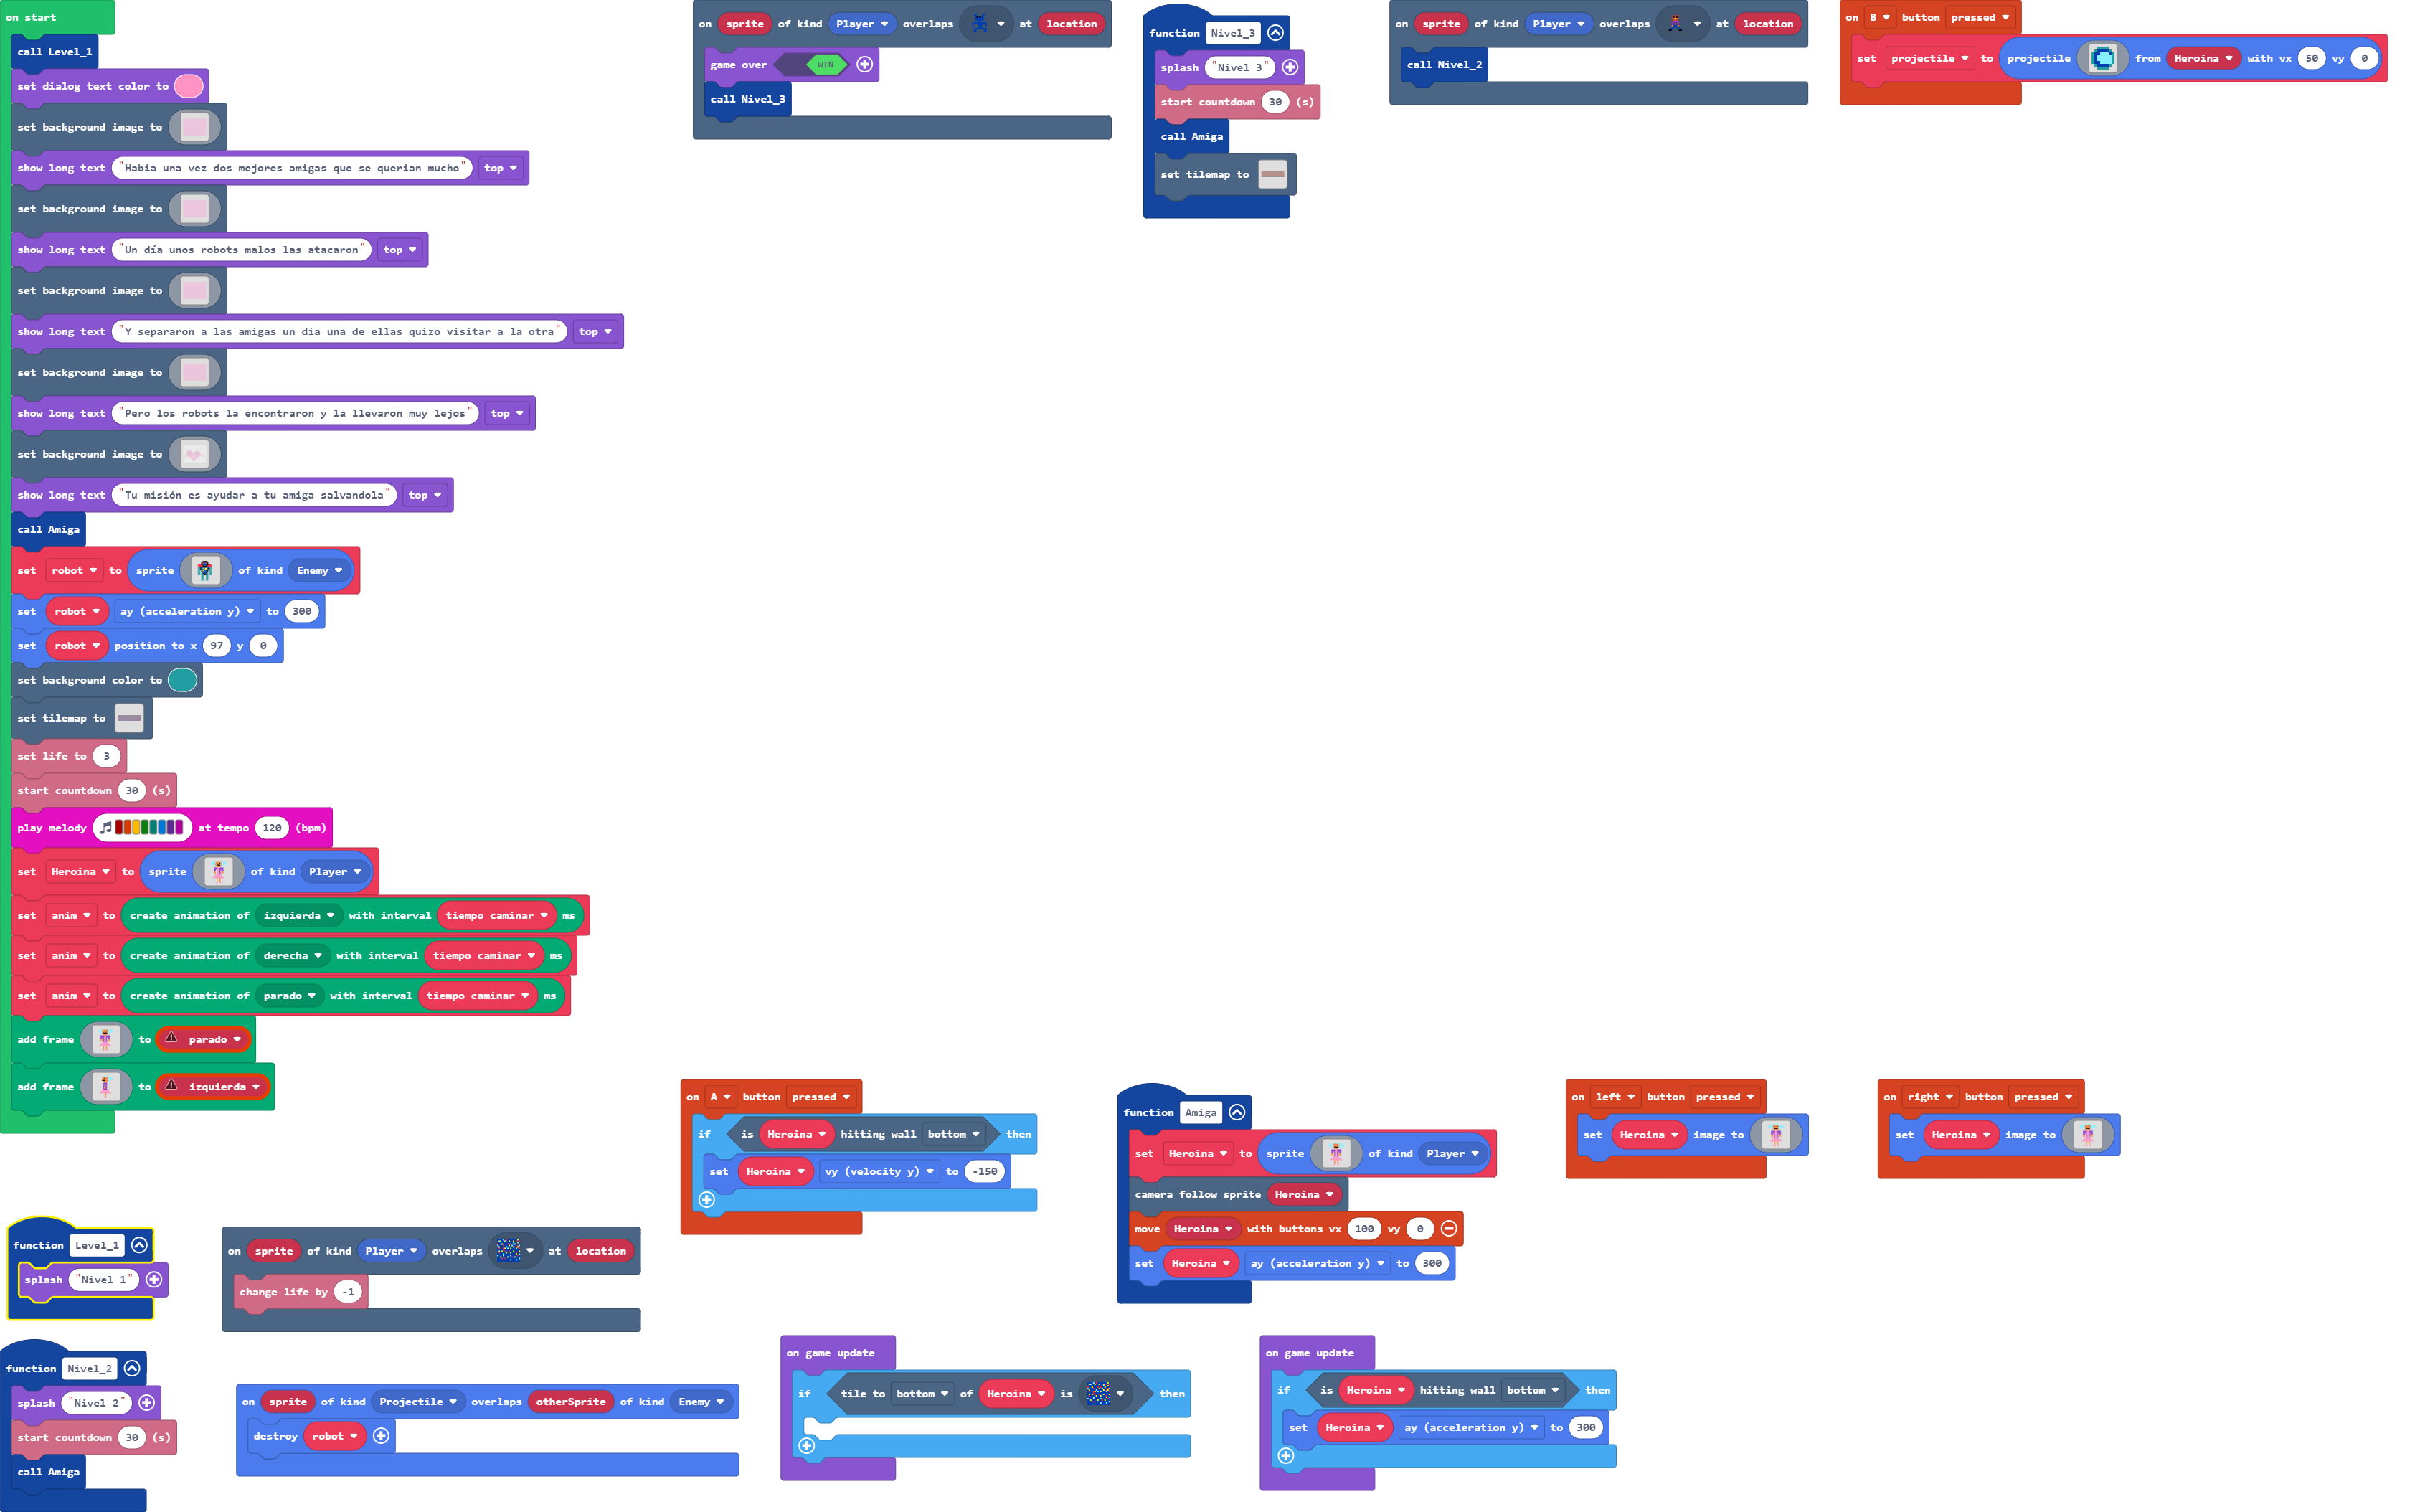 on start
call Level_1
set dialog text color to
set background image to
show long text "Habia una vez dos mejores amigas que se querian mucho" top
set background image to
show long text "Un día unos robots malos las atacaron" top
set background image to
show long text "Y separaron a las amigas un dia una de ellas quizo visitar a la otra" top
set background image to
show long text "Pero los robots la encontraron y la llevaron muy lejos" top
set background image to
show long text "Tu misión es ayudar a tu amiga salvandola" top
call Amiga
set robot to sprite of kind Enemy
set robot ay (acceleration y) to 300
set robot position to x 97 y 0
set background color to
set tilemap to
set life to 3
start countdown 30 (s)
play melody at tempo 120 (bpm)
set Heroina to sprite of kind Player
set anim to create animation of izquierda with interval tiempo caminar ms
set anim to create animation of derecha with interval tiempo caminar ms
set anim to create animation of parado with interval tiempo caminar ms
add frame to parado
add frame to izquierda
on sprite of kind Player overlaps at location
game over WIN
call Nivel_3
function Nivel_3
splash "Nivel 3"
start countdown 30 (s)
call Amiga
set tilemap to
on sprite of kind Player overlaps at location
call Nivel_2
on B button pressed
set projectile to projectile from Heroina with vx 50 vy 0
on A button pressed
if is Heroina hitting wall bottom then
set Heroina vy (velocity y) to -150
function Amiga
set Heroina to sprite of kind Player
camera follow sprite Heroina
move Heroina with buttons vx 100 vy 0
set Heroina ay (acceleration y) to 300
on left button pressed
set Heroina image to
on right button pressed
set Heroina image to
function Level_1
splash "Nivel 1"
on sprite of kind Player overlaps at location
change life by -1
function Nivel_2
splash "Nivel 2"
start countdown 30 (s)
call Amiga
on sprite of kind Projectile overlaps otherSprite of kind Enemy
destroy robot
on game update
if tile to bottom of Heroina is then
on game update
if is Heroina hitting wall bottom then
set Heroina ay (acceleration y) to 300